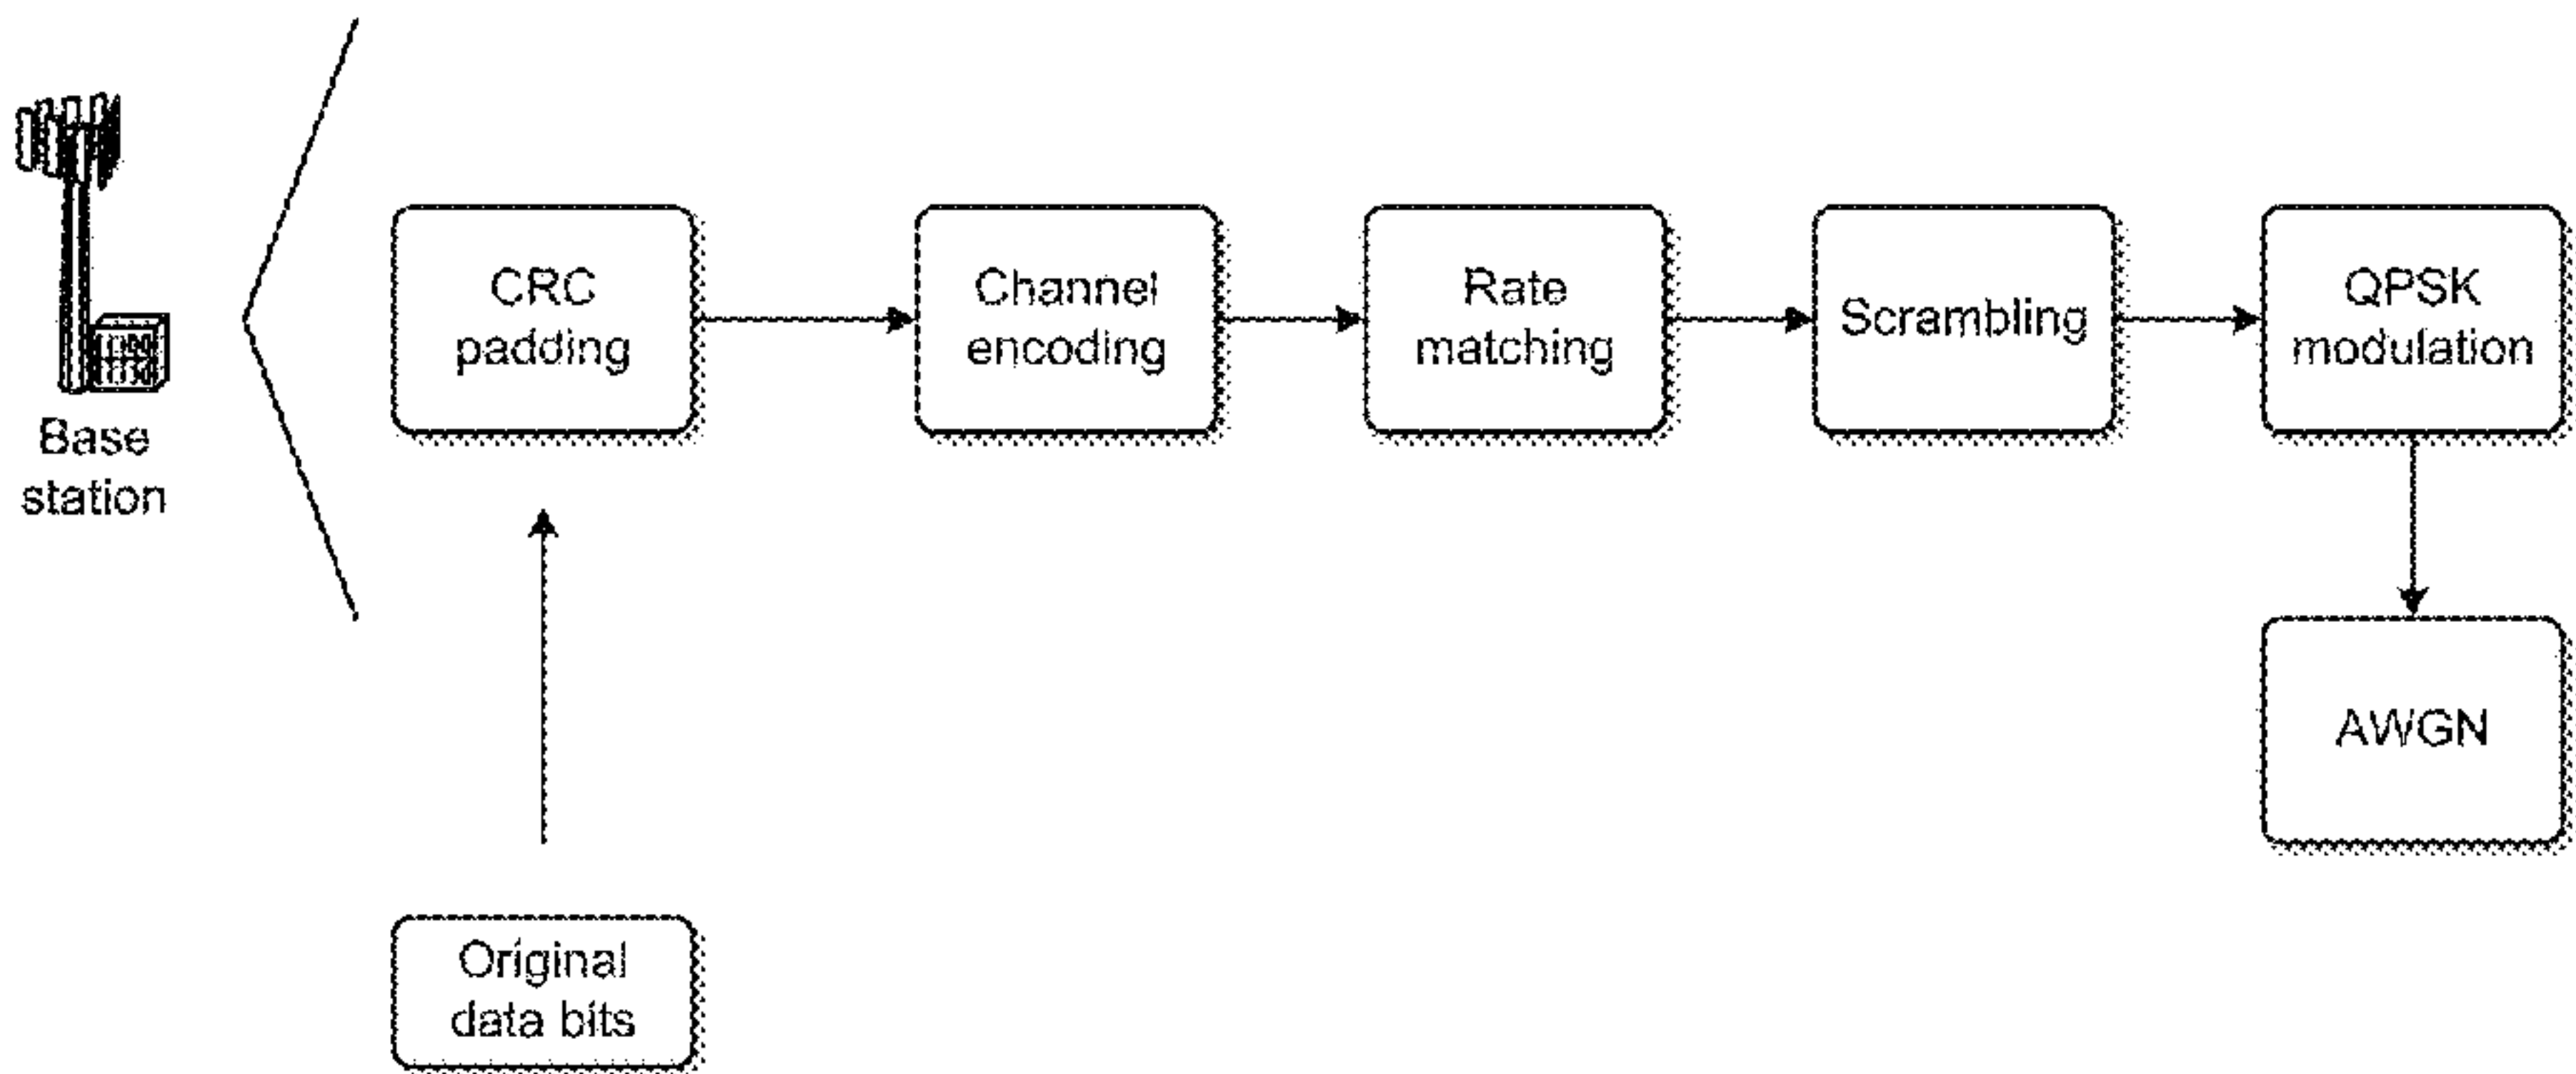 Base
station
CRC
padding
Channel
encoding
Rate
matching
Scrambling
QPSK
modulation
AWGN
Original
data bits